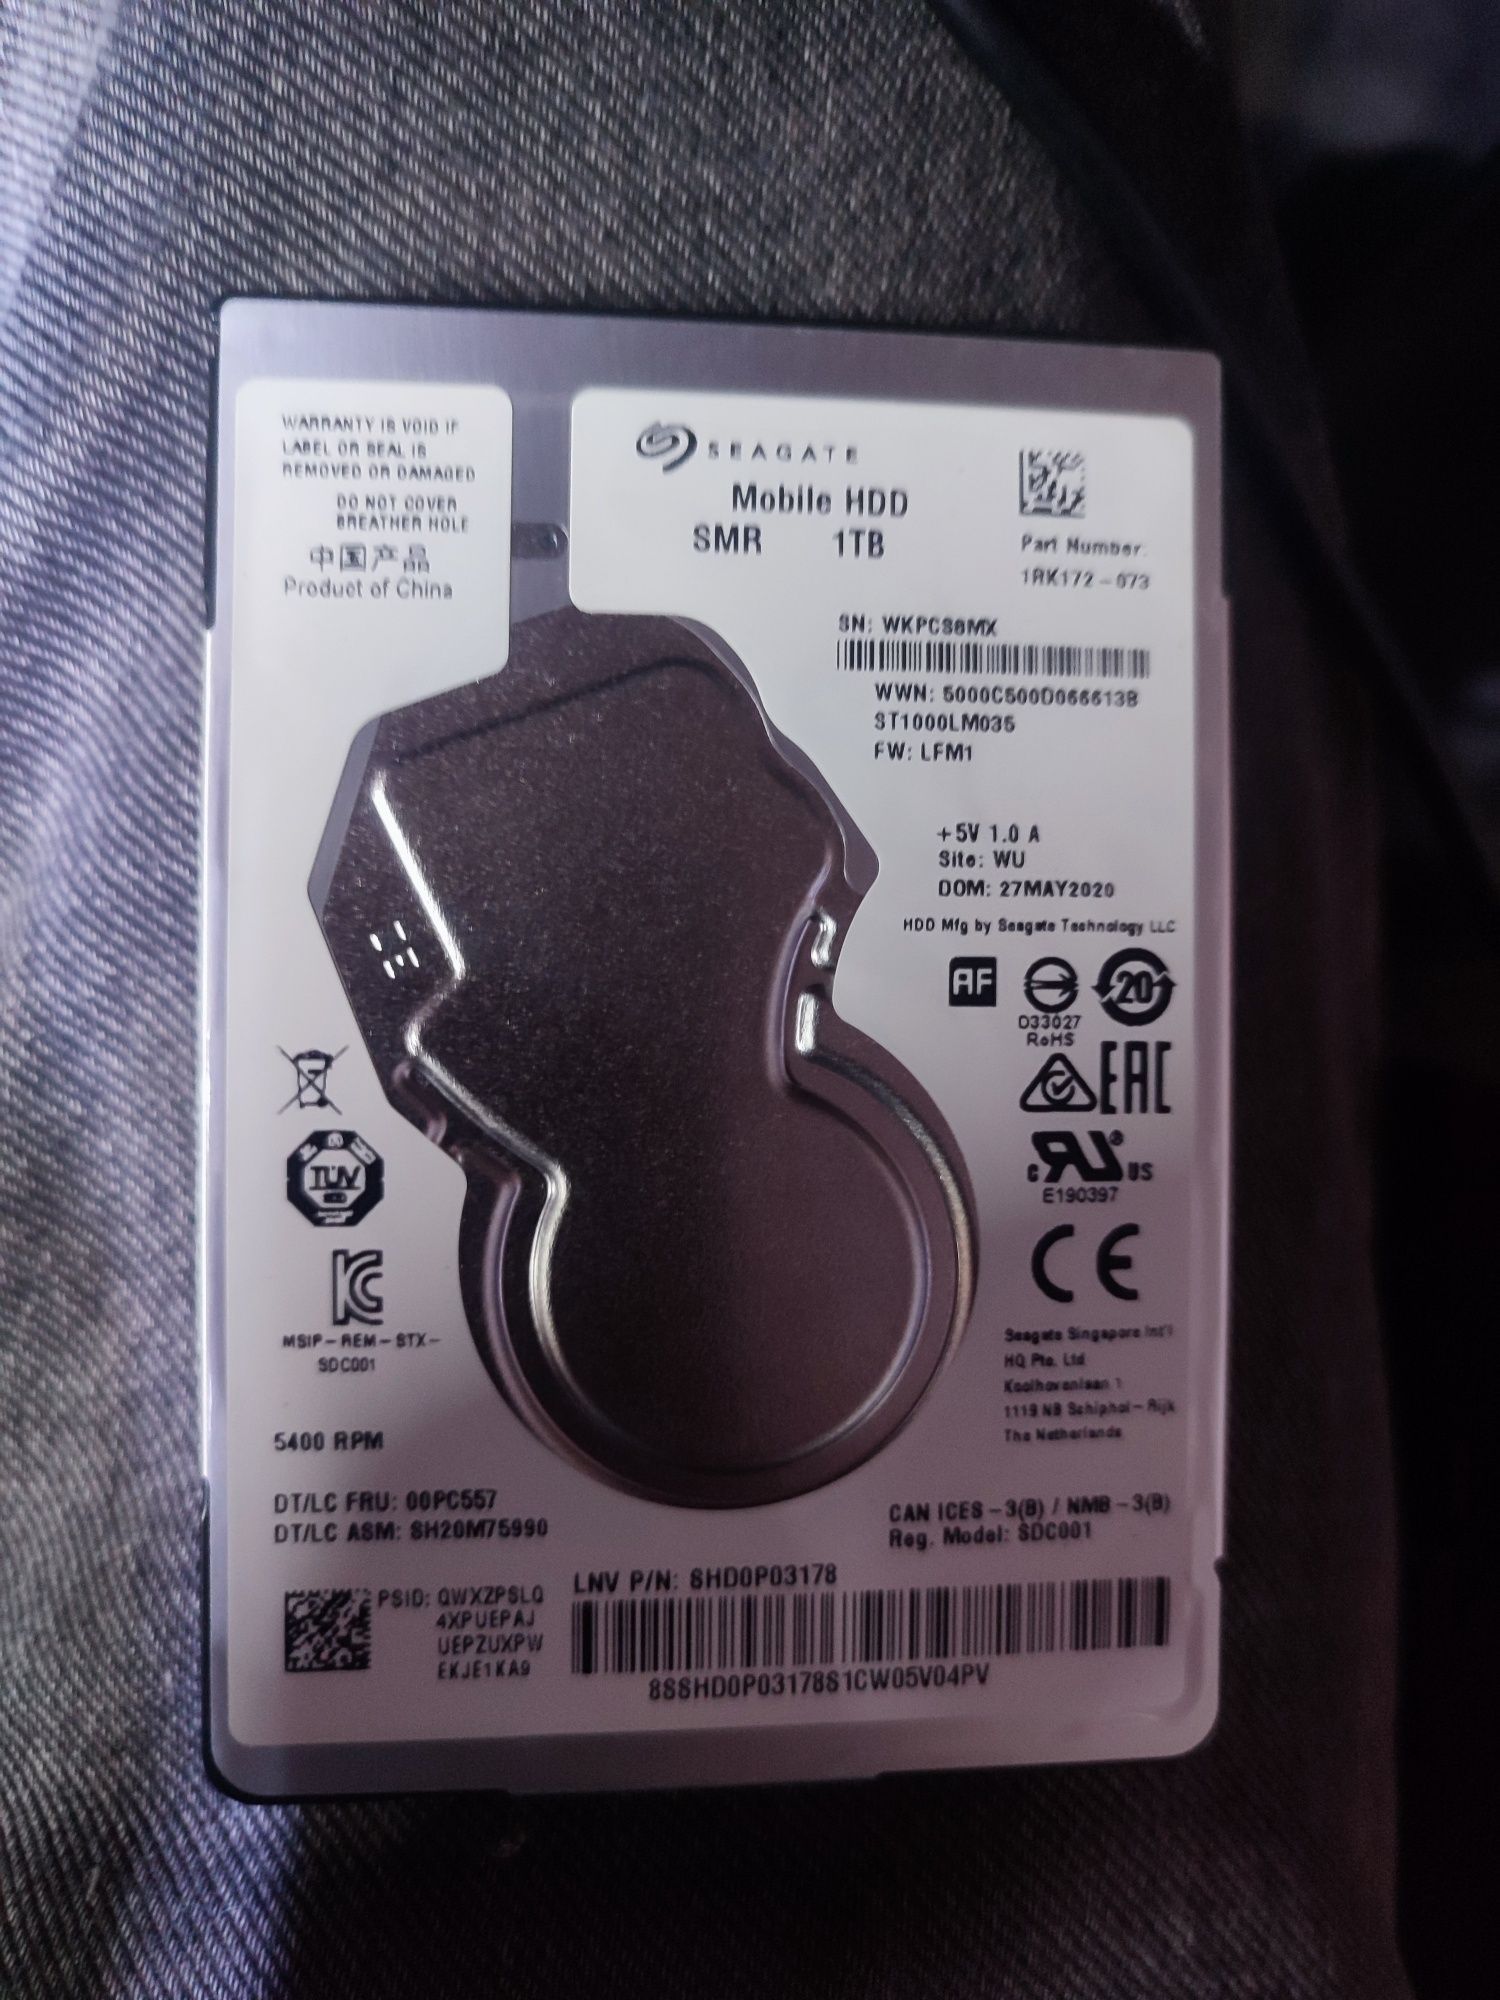 WARRANTY IS VOID IF
LABEL OR SEAL IS
REMOVED OR DAMAGED
DO NOT COVER
BREATHER HOLE
中国产品
Product of China
SEAGATE
Mobile HDD
SMR 1TB
Part Number:
1RK172-073
SN: WKPCS8MX
WWN: 5000C500D066613B
ST1000LM035
FW: LFM1
+5V 1.0 A
Site: WU
DOM: 27MAY2020
HDD Mfg by Seagate Technology LLC
AF
20
D33027
RoHS
EAC
c RU ® US
E190397
CE
TÜV
KC
MSIP-REM-STX-
SDC001
Seagate Singapore Int'l
HQ Pte. Ltd
Koolhovenlaan 1
1119 NB Schiphol-Rijk
The Netherlands
5400 RPM
DT/LC FRU: 00PC557
DT/LC ASM: SH20M75990
CAN ICES-3(B) / NMB-3(B)
Reg. Model: SDC001
PSID: QWXZPSLQ
4XPUEPAJ
UEPZUXPW
EKJE1KA9
LNV P/N: SHD0P03178
8SSHD0P03178S1CW05V04PV